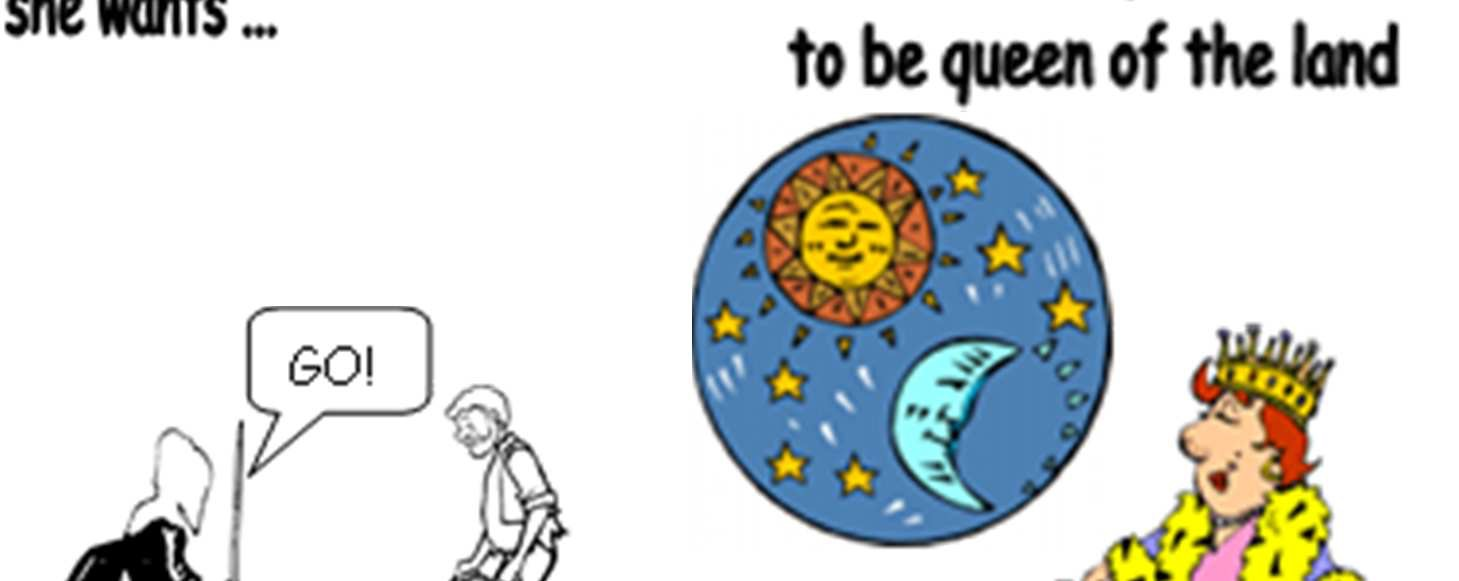 she wants ...
to be queen of the land
GO!